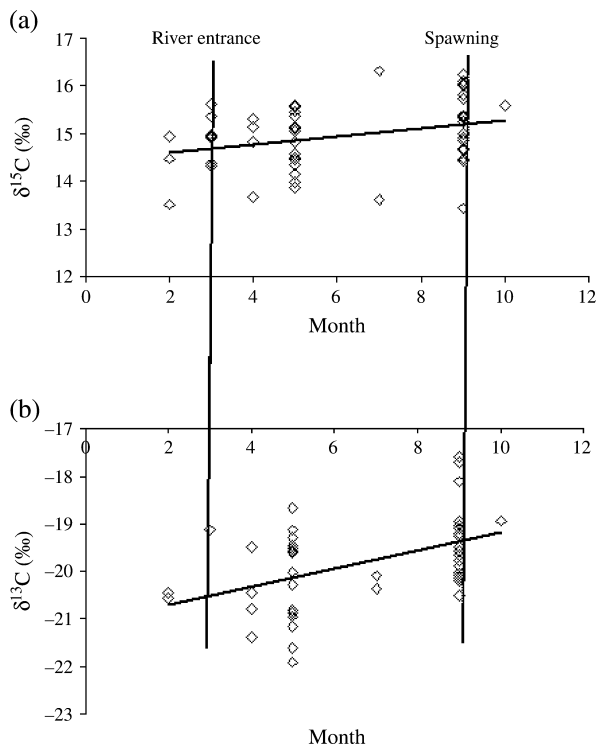 (a)
River entrance Spawning
17
16
15
14
13
12
δ¹⁵C (‰)
0 2 4 6 8 10 12
Month
(b)
–17
0 2 4 6 8 10 12
–18
–19
–20
–21
–22
–23
δ¹³C (‰)
Month